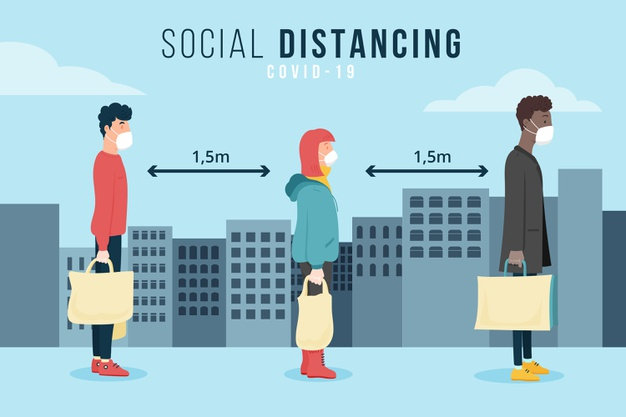 SOCIAL DISTANCING
COVID-19
1,5m
1,5m